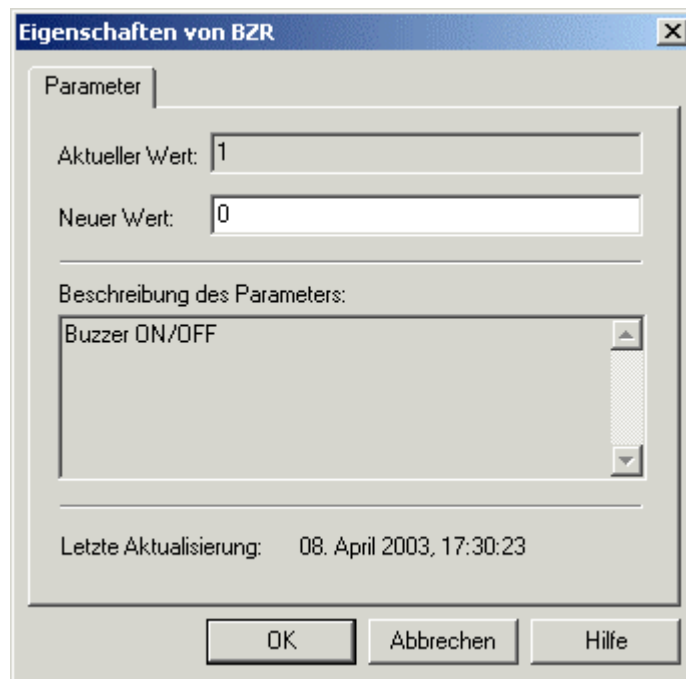 Eigenschaften von BZR
Parameter
Aktueller Wert: 1
Neuer Wert: 0
Beschreibung des Parameters:
Buzzer ON/OFF
Letzte Aktualisierung: 08. April 2003, 17:30:23
OK Abbrechen Hilfe